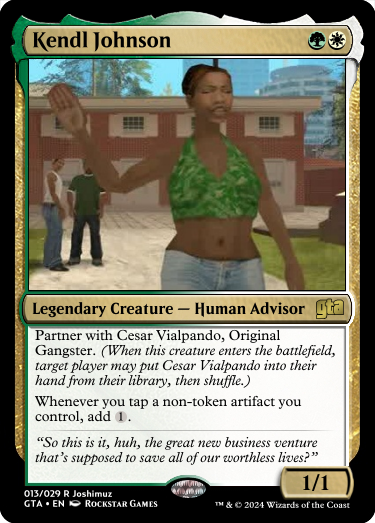 Kendl Johnson
Legendary Creature — Human Advisor
gta
Partner with Cesar Vialpando, Original
Gangster. (When this creature enters the battlefield,
target player may put Cesar Vialpando into their
hand from their library, then shuffle.)
Whenever you tap a non-token artifact you
control, add 1.
“So this is it, huh, the great new business venture
that’s supposed to save all of our worthless lives?”
1/1
013/029 R Joshimuz
GTA • EN Rockstar Games
™ & © 2024 Wizards of the Coast